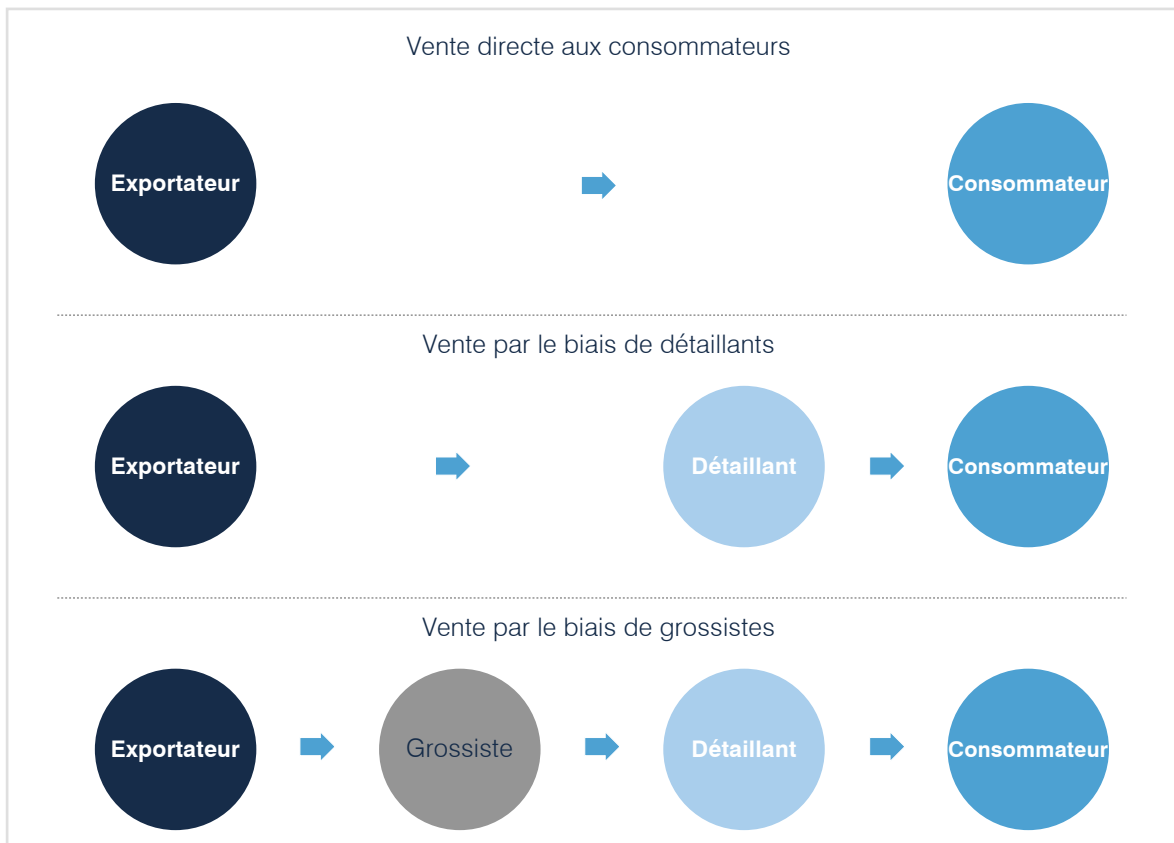 Vente directe aux consommateurs
Exportateur
Consommateur
Vente par le biais de détaillants
Exportateur
Détaillant
Consommateur
Vente par le biais de grossistes
Exportateur
Grossiste
Détaillant
Consommateur